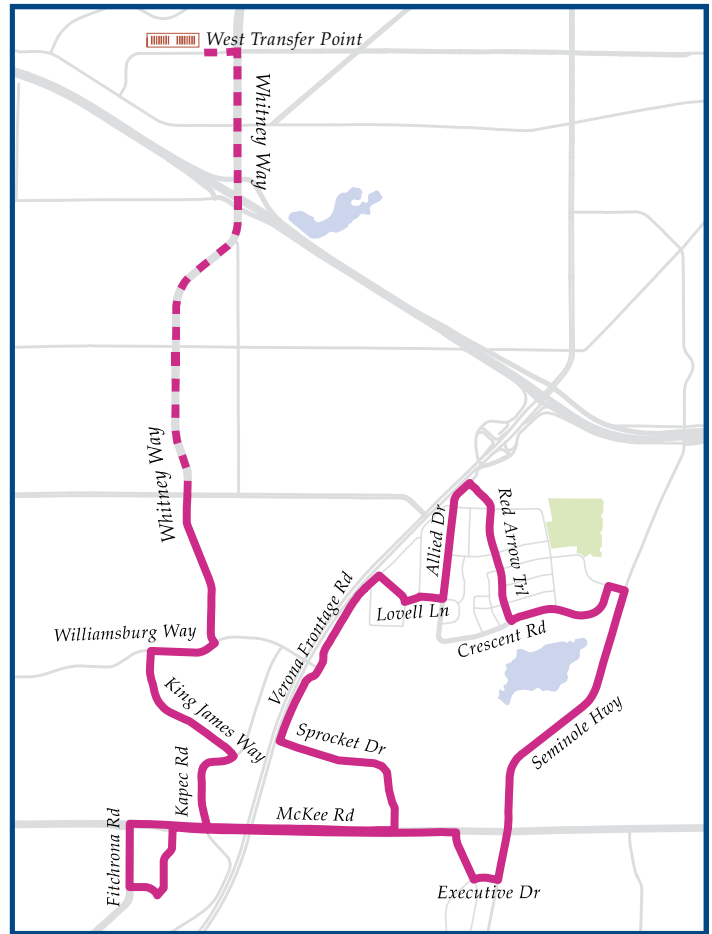 West Transfer Point
Whitney Way
Whitney Way
Allied Dr
Red Arrow Trl
Verona Frontage Rd
Lovell Ln
Crescent Rd
Williamsburg Way
King James Way
Sprocket Dr
Seminole Hwy
Kapec Rd
McKee Rd
Fitchrona Rd
Executive Dr